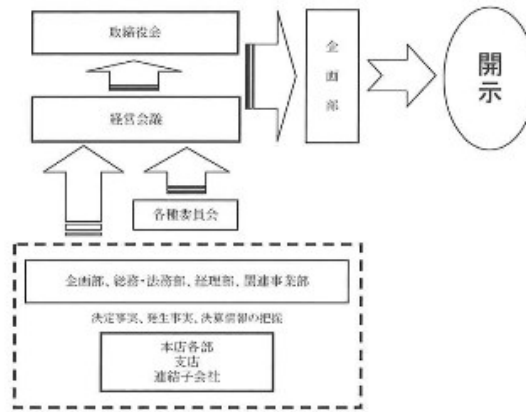 取締役会
経営会議
企画部
開示
各種委員会
企画部、総務・法務部、経理部、関連事業部
決定事実、発生事実、決算情報の把握
本店各部
支店
連結子会社